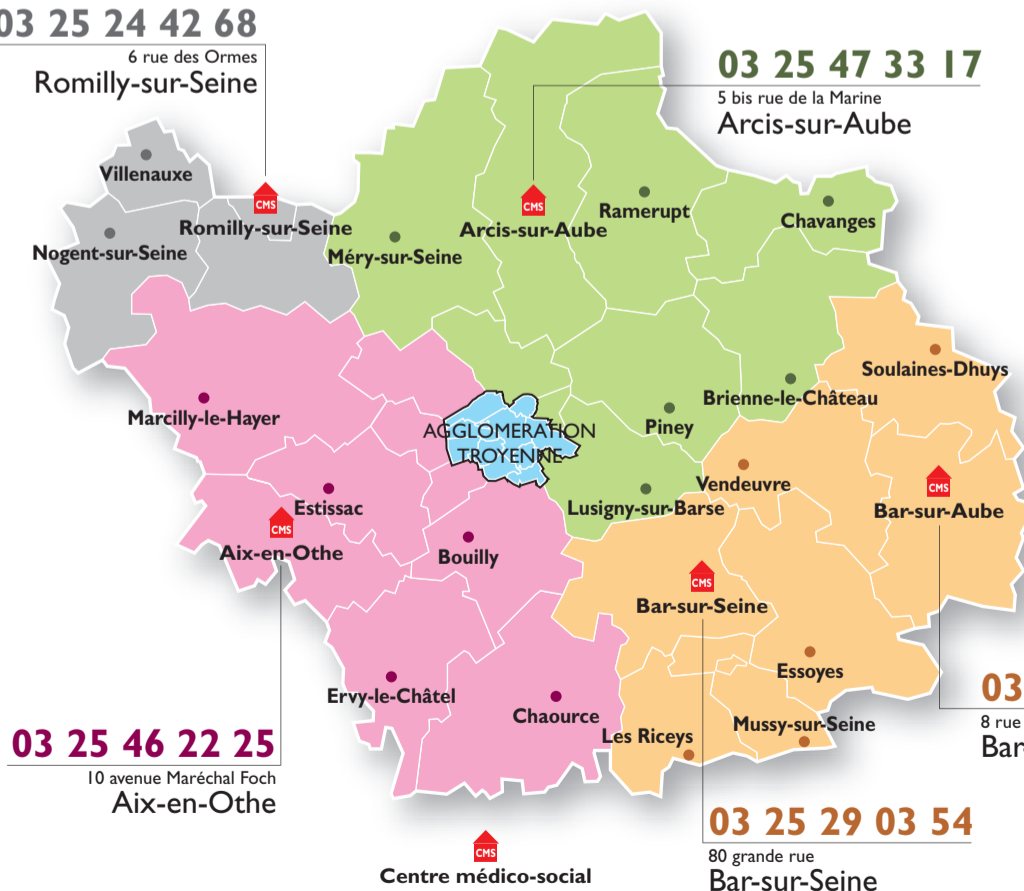 03 25 24 42 68
6 rue des Ormes
Romilly-sur-Seine
03 25 47 33 17
5 bis rue de la Marine
Arcis-sur-Aube
Villenauxe
CMS
Romilly-sur-Seine
Nogent-sur-Seine
Méry-sur-Seine
CMS
Arcis-sur-Aube
Ramerupt
Chavanges
Soulaines-Dhuys
Brienne-le-Château
Marcilly-le-Hayer
AGGLOMERATION
TROYENNE
Piney
Vendeuvre
CMS
Bar-sur-Aube
Lusigny-sur-Barse
Estissac
CMS
Aix-en-Othe
Bouilly
CMS
Bar-sur-Seine
Essoyes
Ervy-le-Châtel
Chaource
Les Riceys
Mussy-sur-Seine
03
8 rue
Bar-
03 25 46 22 25
10 avenue Maréchal Foch
Aix-en-Othe
03 25 29 03 54
80 grande rue
Bar-sur-Seine
CMS
Centre médico-social